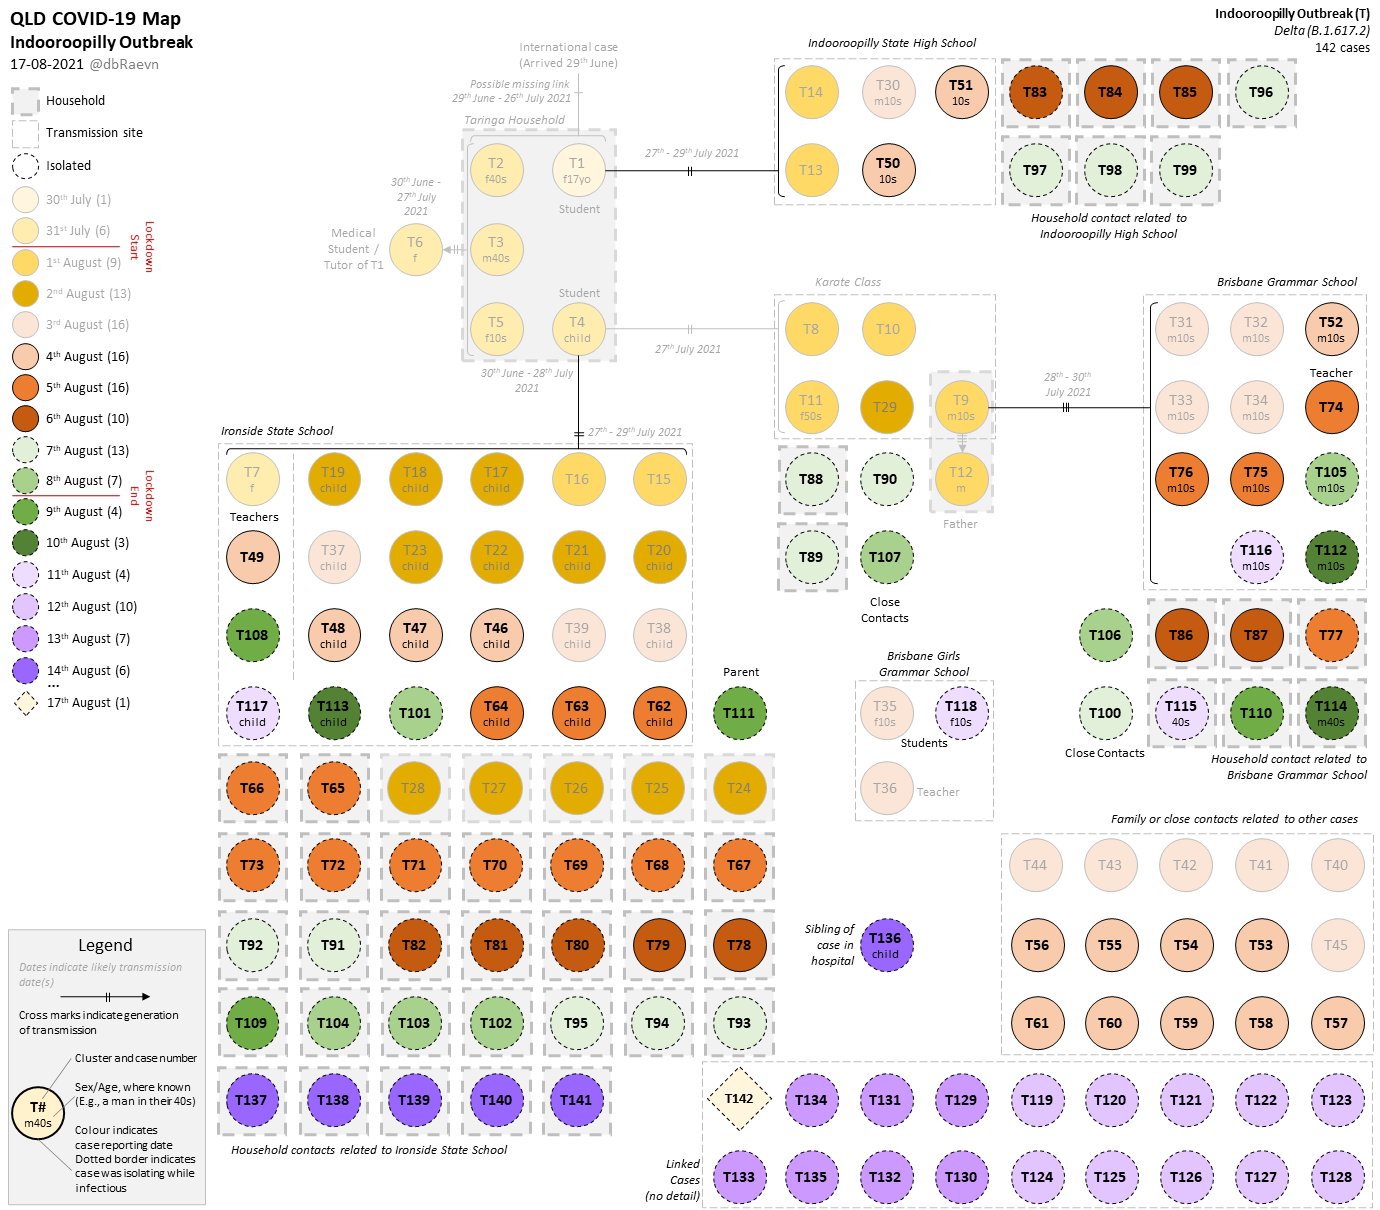 QLD COVID-19 Map
Indooroopilly Outbreak
17-08-2021 @dbRaevn
Household
Transmission site
Isolated
30th July (1)
31st July (6)
Lockdown Start
1st August (9)
2nd August (13)
3rd August (16)
4th August (16)
5th August (16)
6th August (10)
7th August (13)
8th August (7)
Lockdown End
9th August (4)
10th August (3)
11th August (4)
12th August (10)
13th August (7)
14th August (6)
...
17th August (1)
Legend
Dates indicate likely transmission
date(s)
Cross marks indicate generation
of transmission
Cluster and case number
Sex/Age, where known
(E.g., a man in their 40s)
T#
m40s
Colour indicates
case reporting date
Dotted border indicates
case was isolating while
infectious
Indooroopilly Outbreak (T)
Delta (B.1.617.2)
142 cases
International case
(Arrived 29th June)
Possible missing link
29th June - 26th July 2021
Taringa Household
T2
f40s
T1
f17yo
Student
30th June -
27th July
2021
Medical
Student /
Tutor of T1
T6
f
T3
m40s
Student
T5
f10s
T4
child
30th June - 28th July
2021
27th - 29th July 2021
Indooroopilly State High School
T14
T30
m10s
T51
10s
T13
T50
10s
T83
T84
T85
T96
T97
T98
T99
Household contact related to
Indooroopilly High School
27th July 2021
Karate Class
T8
T10
T11
f50s
T29
T9
m10s
T12
m
Father
T88
T90
T89
T107
Close
Contacts
28th - 30th
July 2021
Brisbane Grammar School
T31
m10s
T32
m10s
T52
m10s
Teacher
T33
m10s
T34
m10s
T74
T76
m10s
T75
m10s
T105
m10s
T116
m10s
T112
m10s
T106
T86
T87
T77
T100
Close Contacts
T115
40s
T110
T114
m40s
Household contact related to
Brisbane Grammar School
Brisbane Girls
Grammar School
T35
f10s
T118
f10s
Students
T36
Teacher
27th - 29th July 2021
Ironside State School
T7
f
T19
child
T18
child
T17
child
T16
T15
Teachers
T49
T37
child
T23
child
T22
child
T21
child
T20
child
T108
T48
child
T47
child
T46
child
T39
child
T38
child
T117
child
T113
child
T101
T64
child
T63
child
T62
child
Parent
T111
T66
T65
T28
T27
T26
T25
T24
T73
T72
T71
T70
T69
T68
T67
T92
T91
T82
T81
T80
T79
T78
T109
T104
T103
T102
T95
T94
T93
T137
T138
T139
T140
T141
Household contacts related to Ironside State School
Sibling of
case in
hospital
T136
child
Family or close contacts related to other cases
T44
T43
T42
T41
T40
T56
T55
T54
T53
T45
T61
T60
T59
T58
T57
T142
T134
T131
T129
T119
T120
T121
T122
T123
Linked
Cases
(no detail)
T133
T135
T132
T130
T124
T125
T126
T127
T128